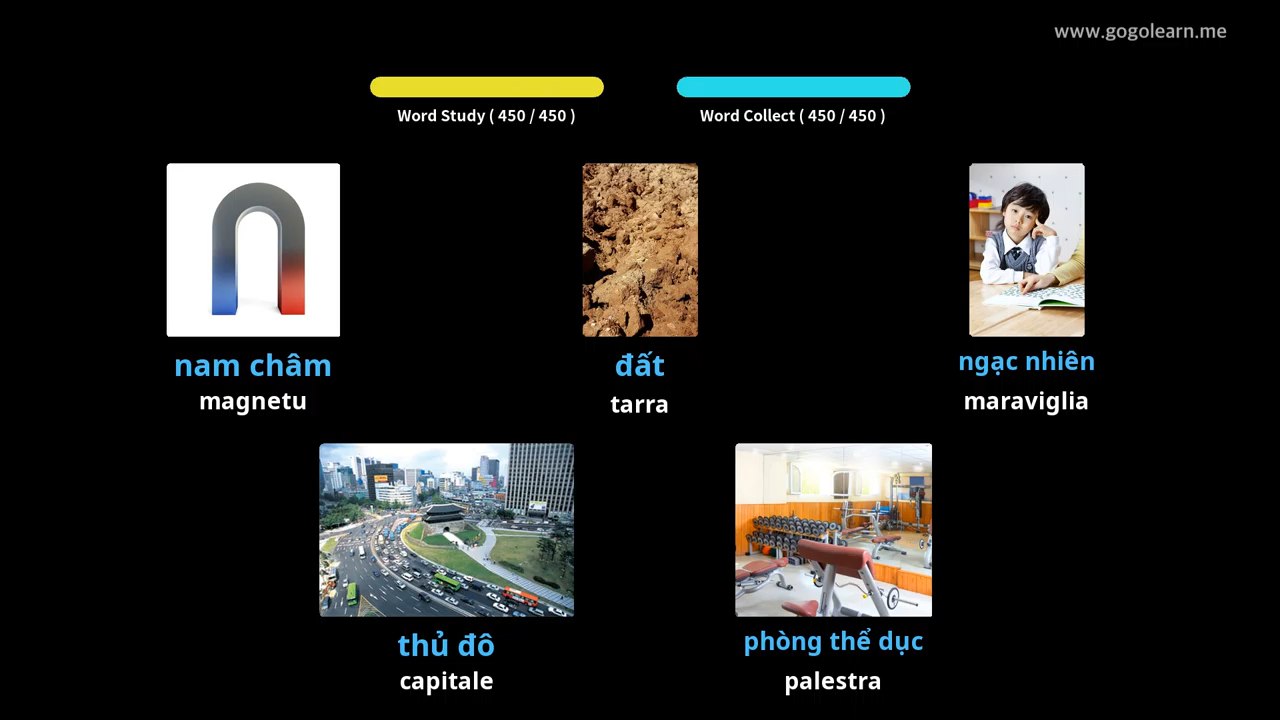 www.gogolearn.me
Word Study ( 450 / 450 )
Word Collect ( 450 / 450 )
nam châm
magnetu
đất
tarra
ngạc nhiên
maraviglia
thủ đô
capitale
phòng thể dục
palestra